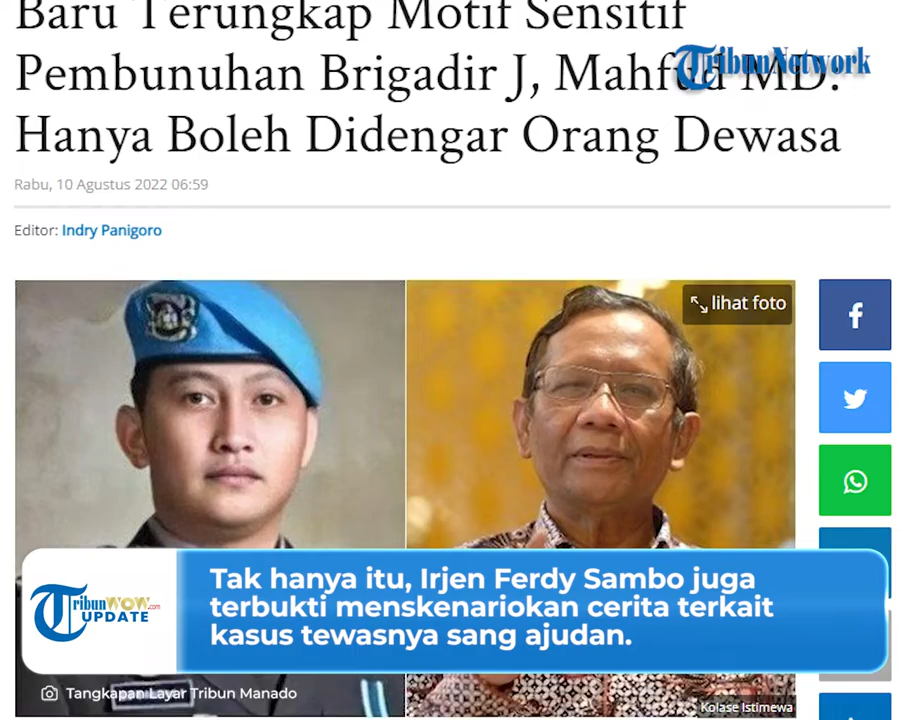 Baru Terungkap Motif Sensitif
Pembunuhan Brigadir J, Mahfud MD:
TribunNetwork
Hanya Boleh Didengar Orang Dewasa
Rabu, 10 Agustus 2022 06:59
Editor: Indry Panigoro
lihat foto
Tak hanya itu, Irjen Ferdy Sambo juga
terbukti menskenariokan cerita terkait
kasus tewasnya sang ajudan.
TribunWOW.com
UPDATE
Tangkapan Layar Tribun Manado
Kolase Istimewa